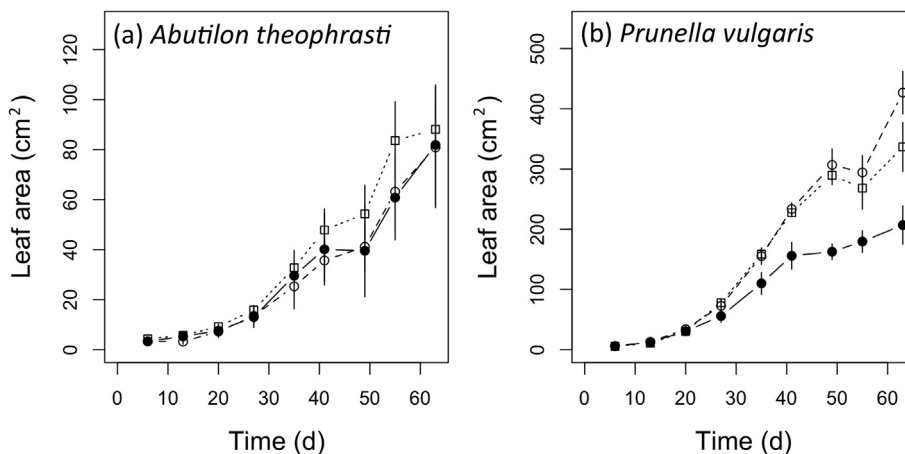 (a) Abutilon theophrasti
Leaf area (cm²)
0 20 40 60 80 100 120
0 10 20 30 40 50 60
Time (d)
(b) Prunella vulgaris
Leaf area (cm²)
0 100 200 300 400 500
0 10 20 30 40 50 60
Time (d)